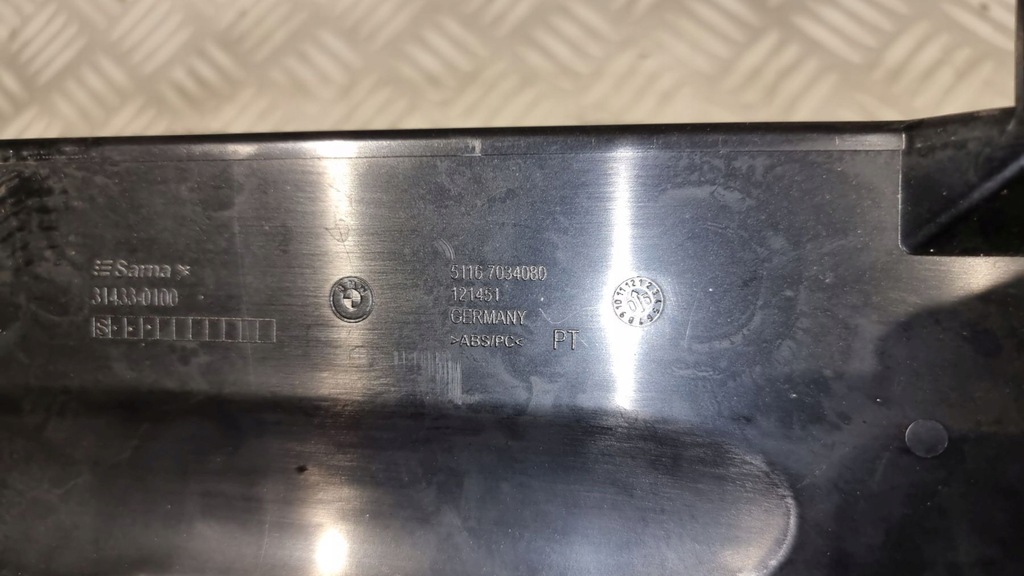 Sarna
31433-0100
5116 7034080
121451
GERMANY
>ABS/PC< PT